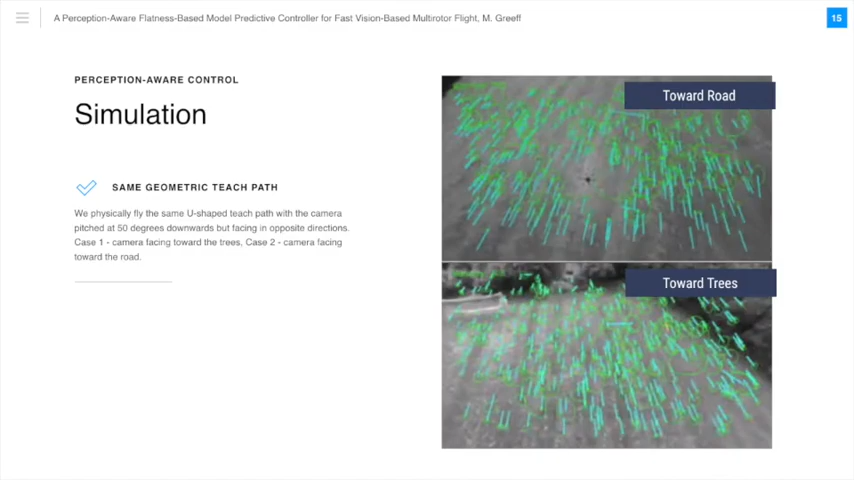 A Perception-Aware Flatness-Based Model Predictive Controller for Fast Vision-Based Multirotor Flight, M. Greeff
15
PERCEPTION-AWARE CONTROL
Simulation
SAME GEOMETRIC TEACH PATH
We physically fly the same U-shaped teach path with the camera
pitched at 50 degrees downwards but facing in opposite directions.
Case 1 - camera facing toward the trees, Case 2 - camera facing
toward the road.
Toward Road
Toward Trees